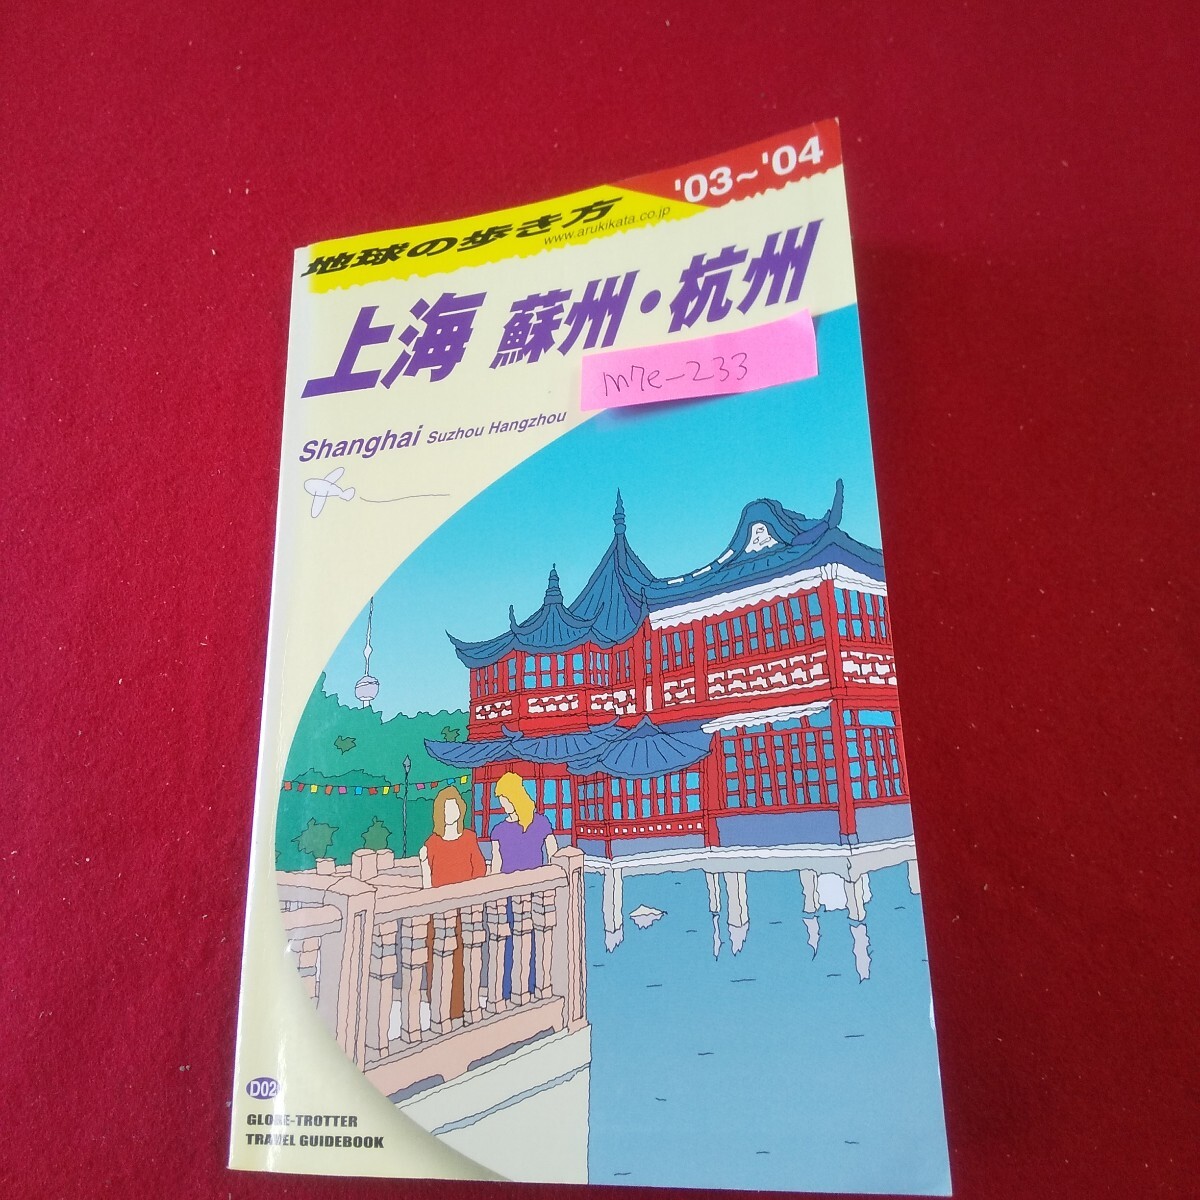 '03~'04
地球の歩き方
www.arukikata.co.jp
上海 蘇州・杭州
m7e-233
Shanghai Suzhou Hangzhou
D02
GLOBE-TROTTER
TRAVEL GUIDEBOOK